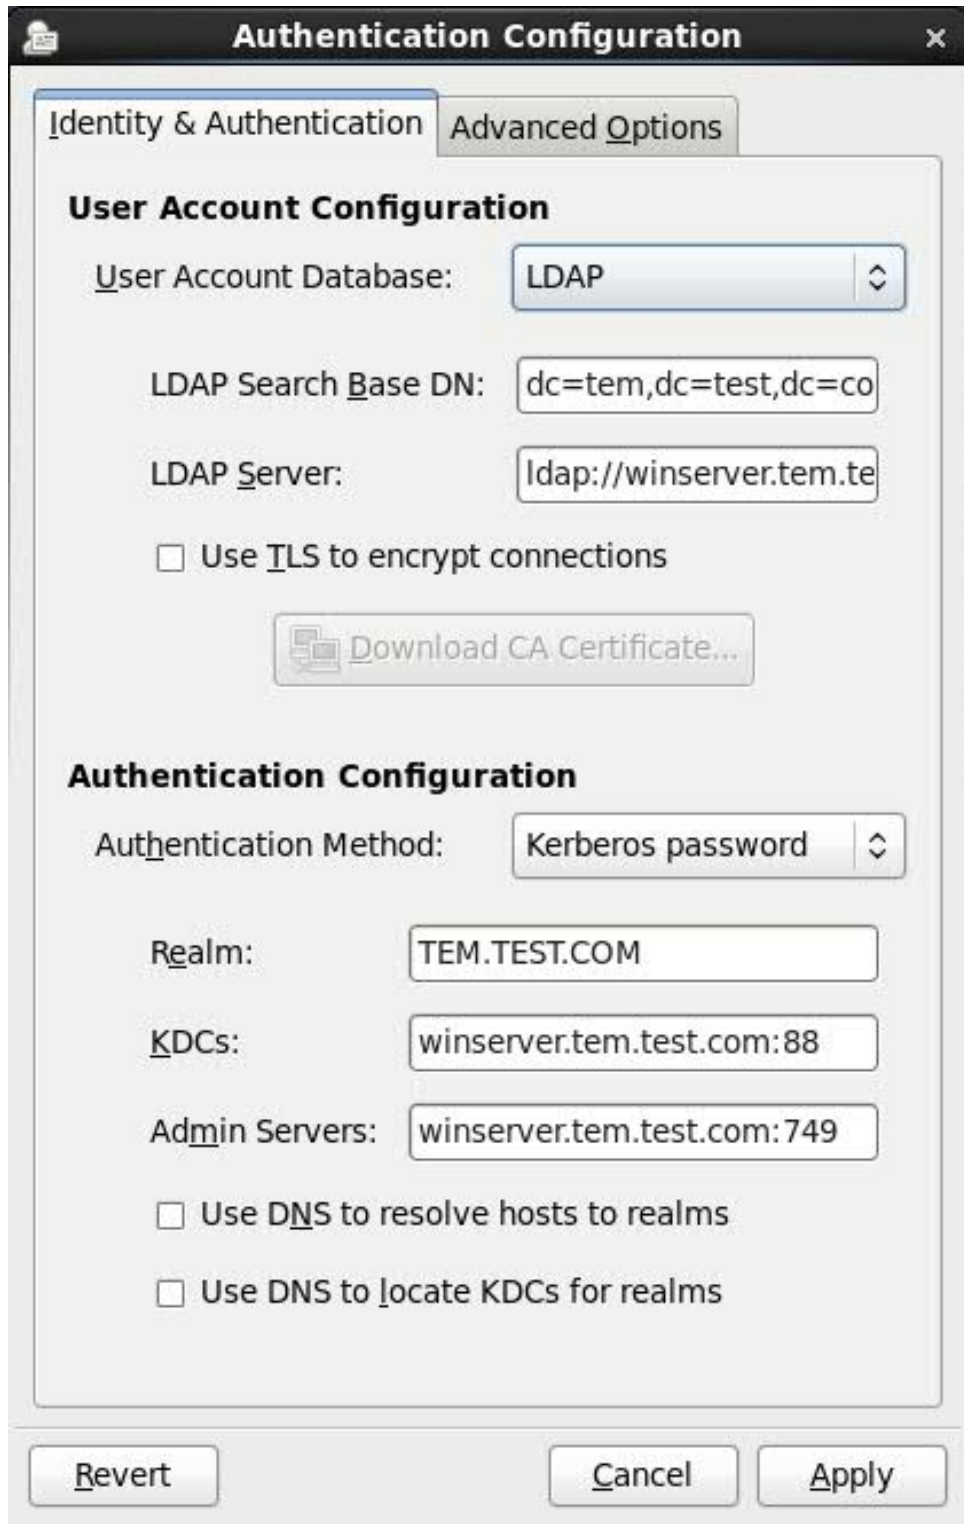 Authentication Configuration
Identity & Authentication
Advanced Options
User Account Configuration
User Account Database: LDAP
LDAP Search Base DN: dc=tem,dc=test,dc=co
LDAP Server: ldap://winserver.tem.te
Use TLS to encrypt connections
Download CA Certificate...
Authentication Configuration
Authentication Method: Kerberos password
Realm: TEM.TEST.COM
KDCs: winserver.tem.test.com:88
Admin Servers: winserver.tem.test.com:749
Use DNS to resolve hosts to realms
Use DNS to locate KDCs for realms
Revert
Cancel
Apply